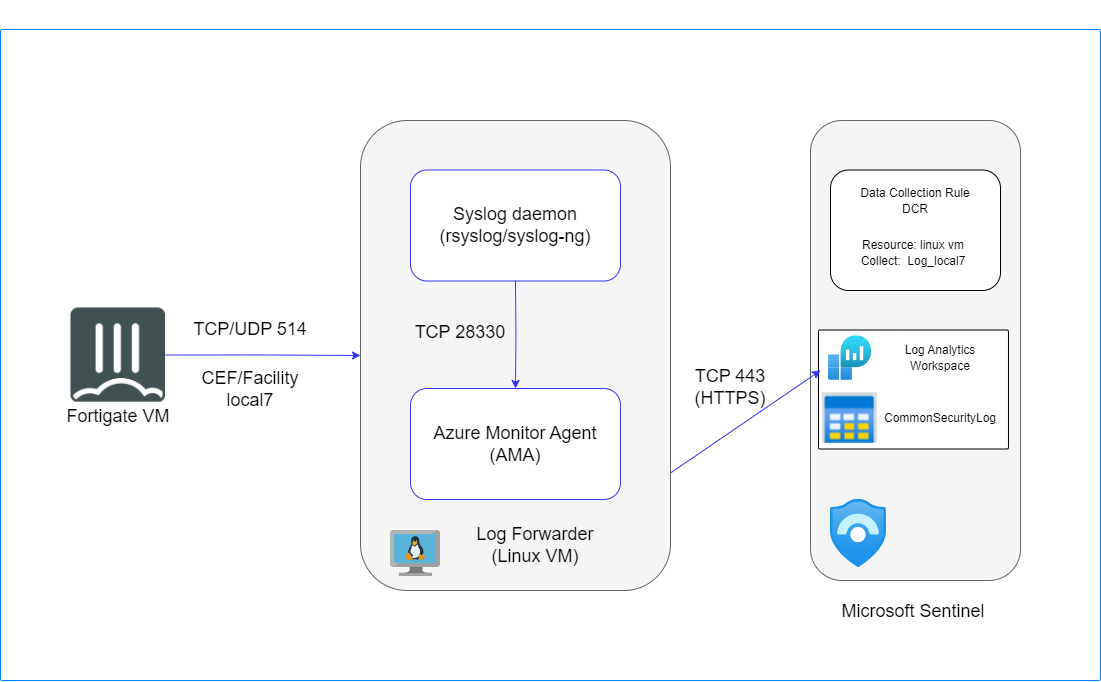 Fortigate VM
TCP/UDP 514
CEF/Facility
local7
Syslog daemon
(rsyslog/syslog-ng)
TCP 28330
Azure Monitor Agent
(AMA)
Log Forwarder
(Linux VM)
TCP 443
(HTTPS)
Data Collection Rule
DCR
Resource: linux vm
Collect:  Log_local7
Log Analytics
Workspace
CommonSecurityLog
Microsoft Sentinel